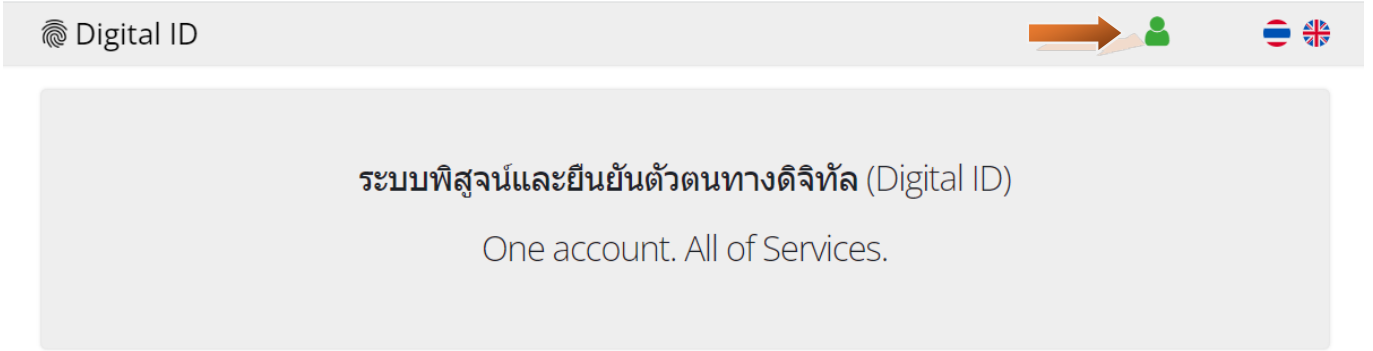 Digital ID
ระบบพิสูจน์และยืนยันตัวตนทางดิจิทัล (Digital ID)
One account. All of Services.